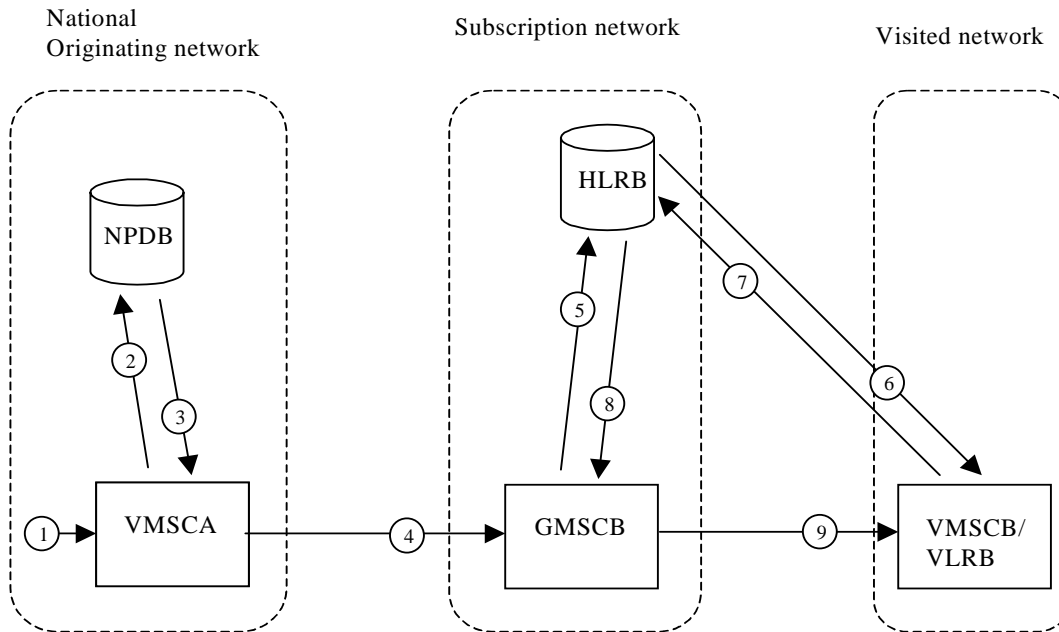 National
Originating network
Subscription network
Visited network
HLRB
NPDB
7
5
2
6
8
3
VMSCA
GMSCB
VMSCB/
VLRB
1
4
9